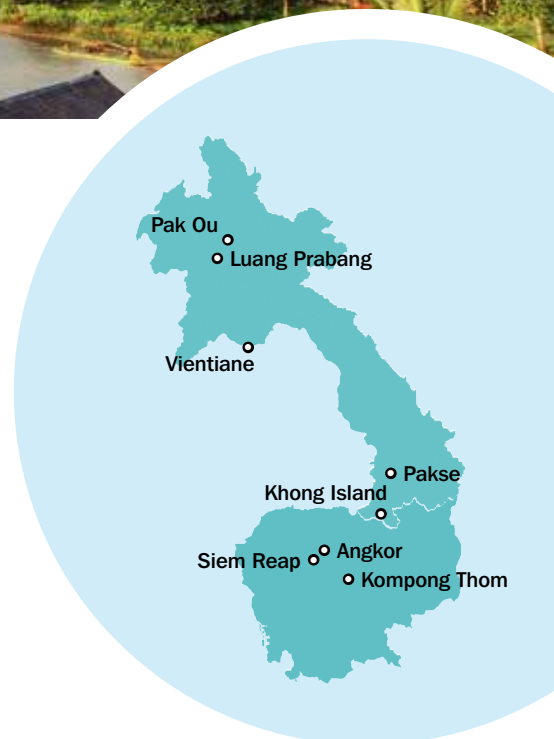 Pak Ou
Luang Prabang
Vientiane
Pakse
Khong Island
Angkor
Siem Reap
Kompong Thom